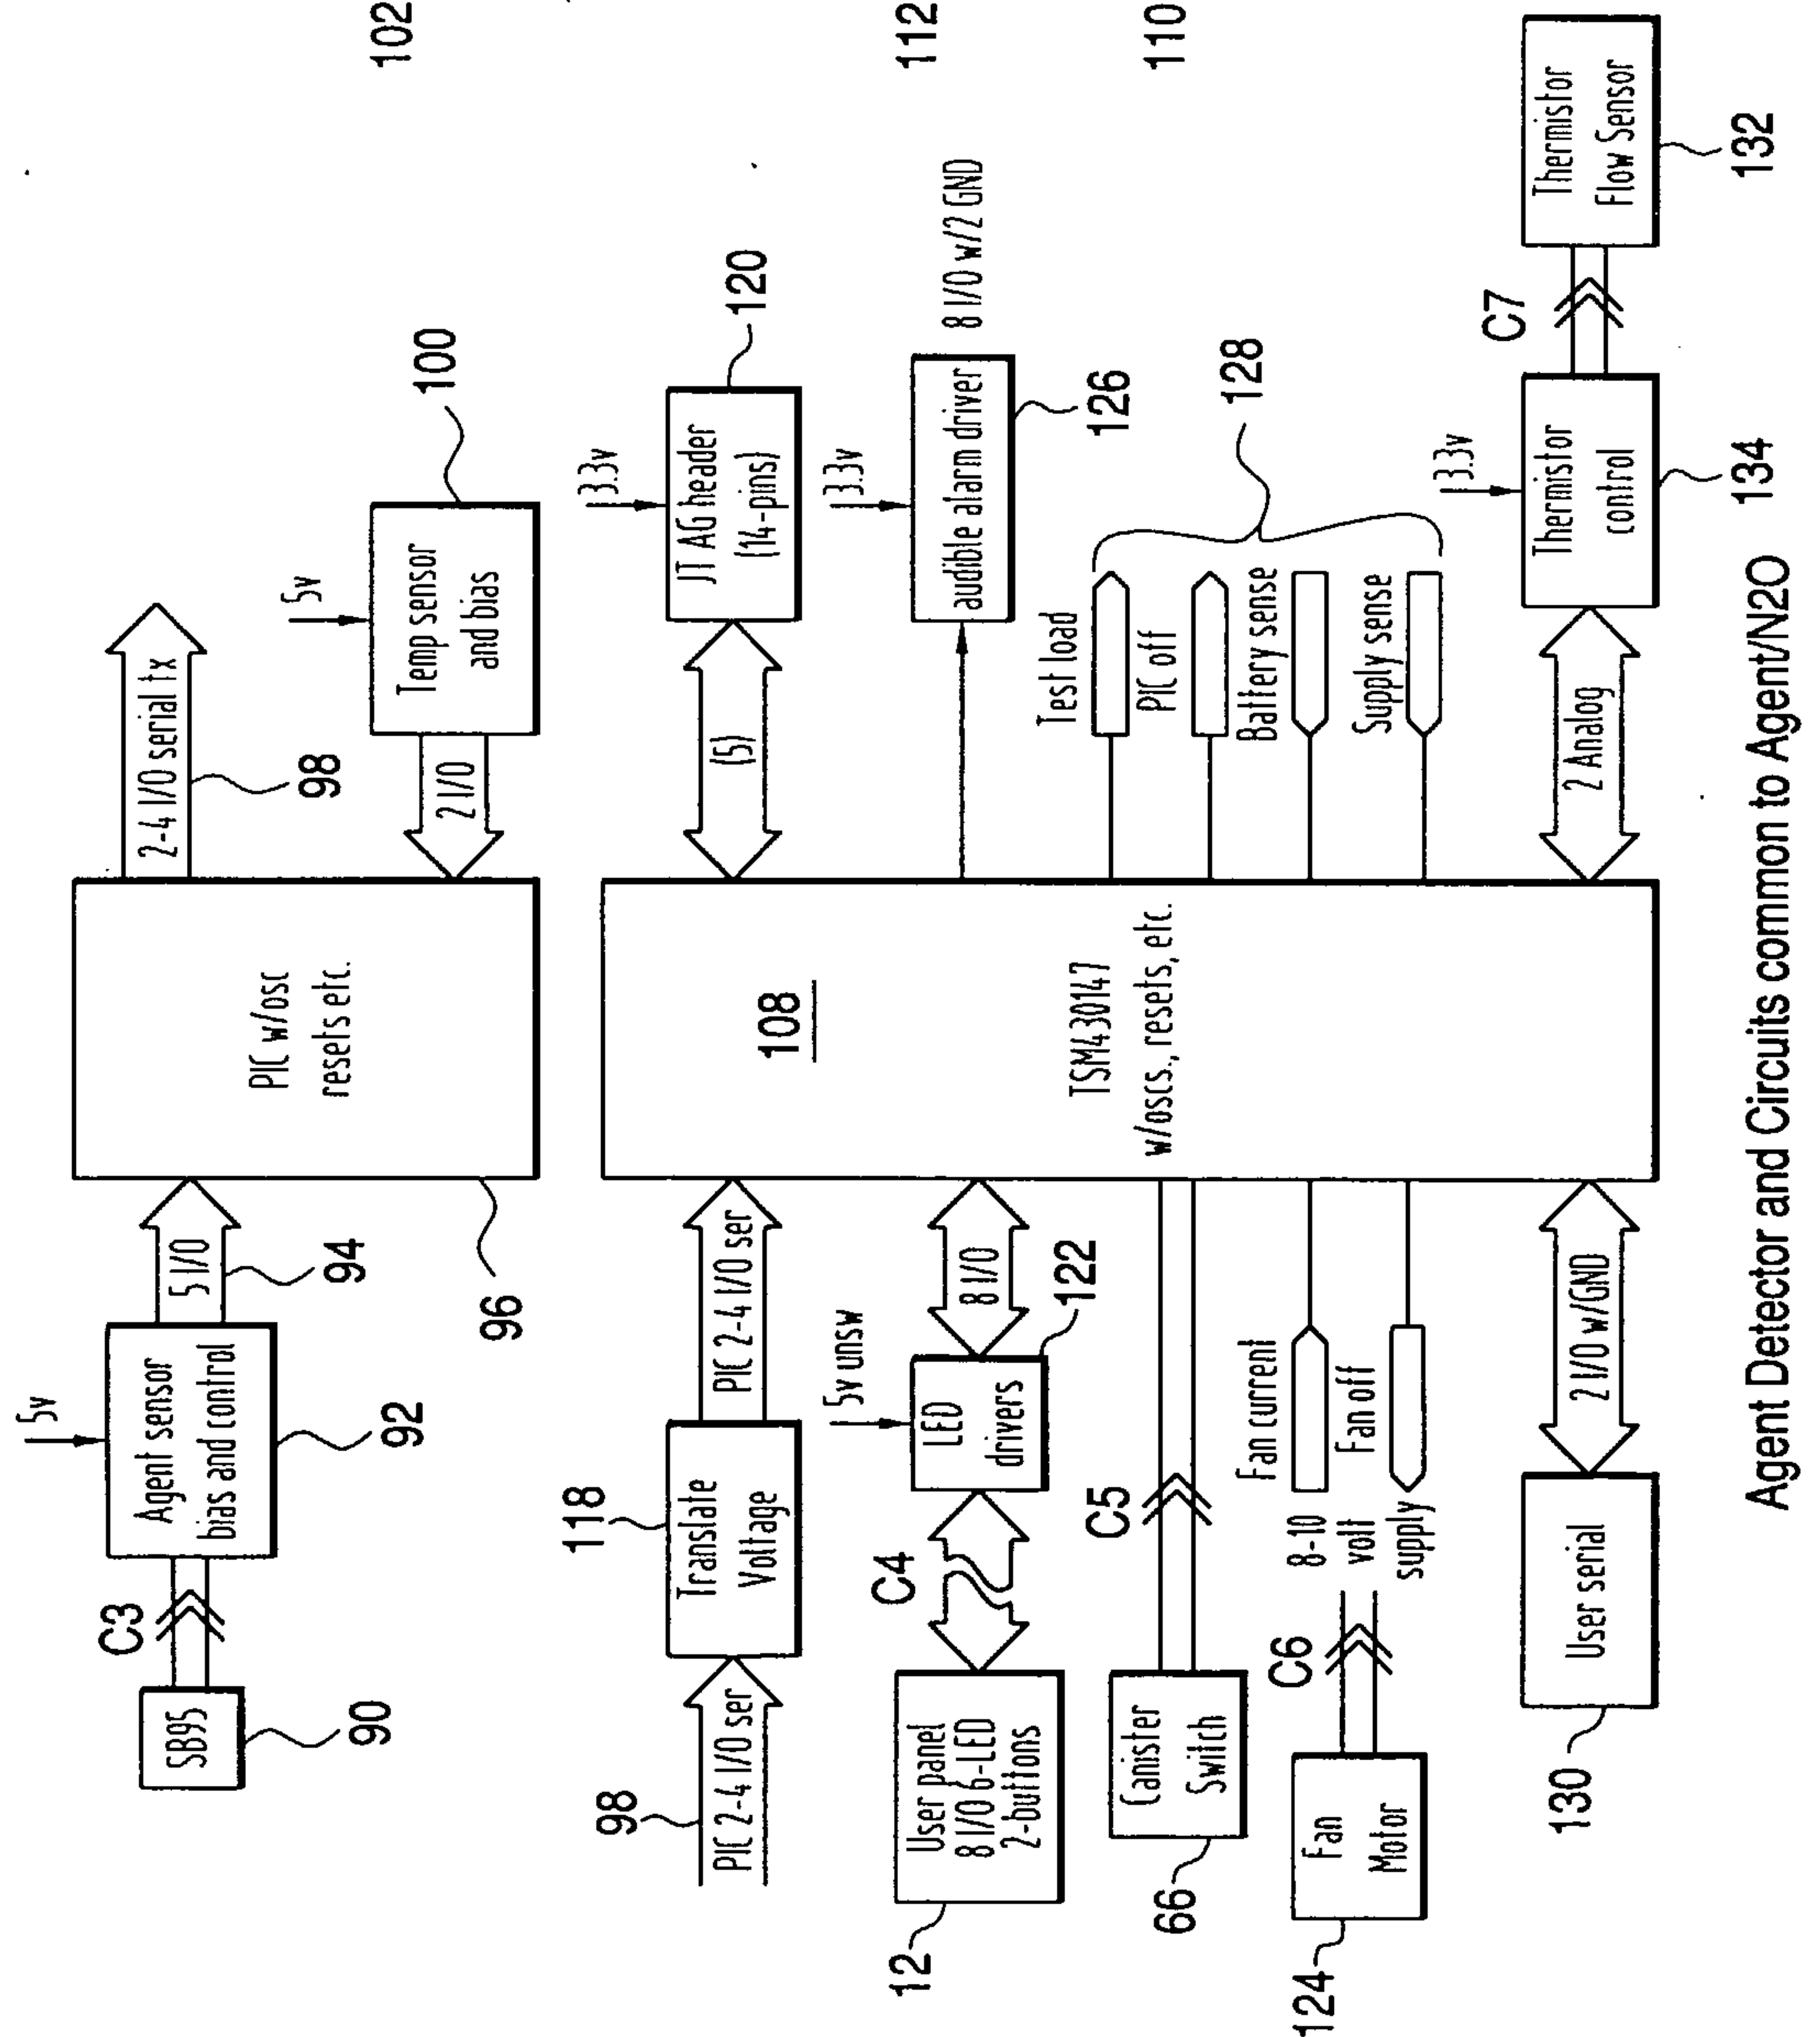 102
112
110
5v
SB95
90
C3
Agent sensor
bias and control
92
5 I/O
94
PIC w/osc
resets etc.
96
2-4 I/O serial tx
98
2 I/O
5v
Temp sensor
and bias
100
98
PIC 2-4 I/O ser
118
Translate
Voltage
PIC 2-4 I/O ser
108
TSM430147
w/oscs., resets, etc.
(5)
3.3v
JT AG header
(14-pins)
120
12
User panel
8 I/O 6-LED
2-buttons
C4
5v unsw
LED
drivers
122
8 I/O
3.3v
audible alarm driver
126
8 I/O w/2 GND
66
Canister
Switch
C5
Test load
PIC off
Battery sense
Supply sense
128
124
Fan
Motor
C6
8-10
volt
supply
Fan current
Fan off
130
User serial
2 I/O w/GND
2 Analog
3.3v
Thermistor
control
134
C7
Thermistor
Flow Sensor
132
Agent Detector and Circuits common to Agent/N2O